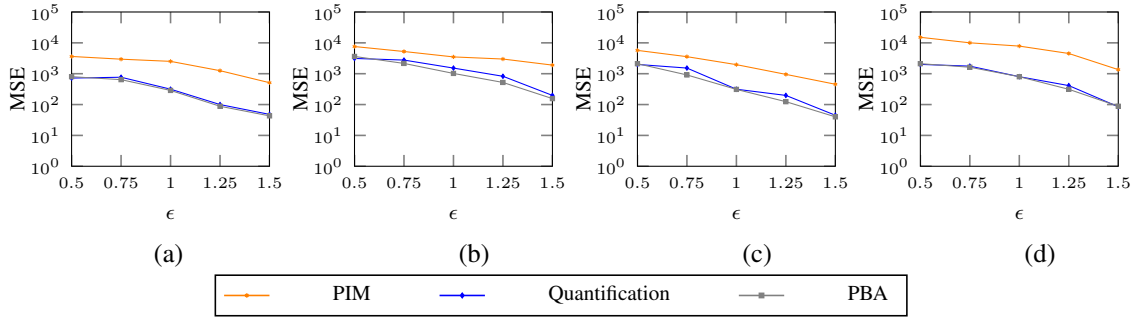 10^5 10^5 10^5 10^5
10^4 10^4 10^4 10^4
10^3 10^3 10^3 10^3
10^2 10^2 10^2 10^2
10^1 10^1 10^1 10^1
10^0 10^0 10^0 10^0
MSE MSE MSE MSE
0.5 0.75 1 1.25 1.5 0.5 0.75 1 1.25 1.5 0.5 0.75 1 1.25 1.5 0.5 0.75 1 1.25 1.5
ϵ ϵ ϵ ϵ
(a) (b) (c) (d)
PIM Quantification PBA